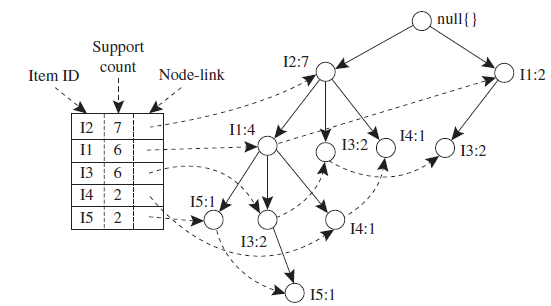 null{}
I2:7
I1:2
Support
count
Item ID
Node-link
I2 7
I1 6
I3 6
I4 2
I5 2
I1:4
I3:2
I4:1
I3:2
I5:1
I3:2
I4:1
I5:1